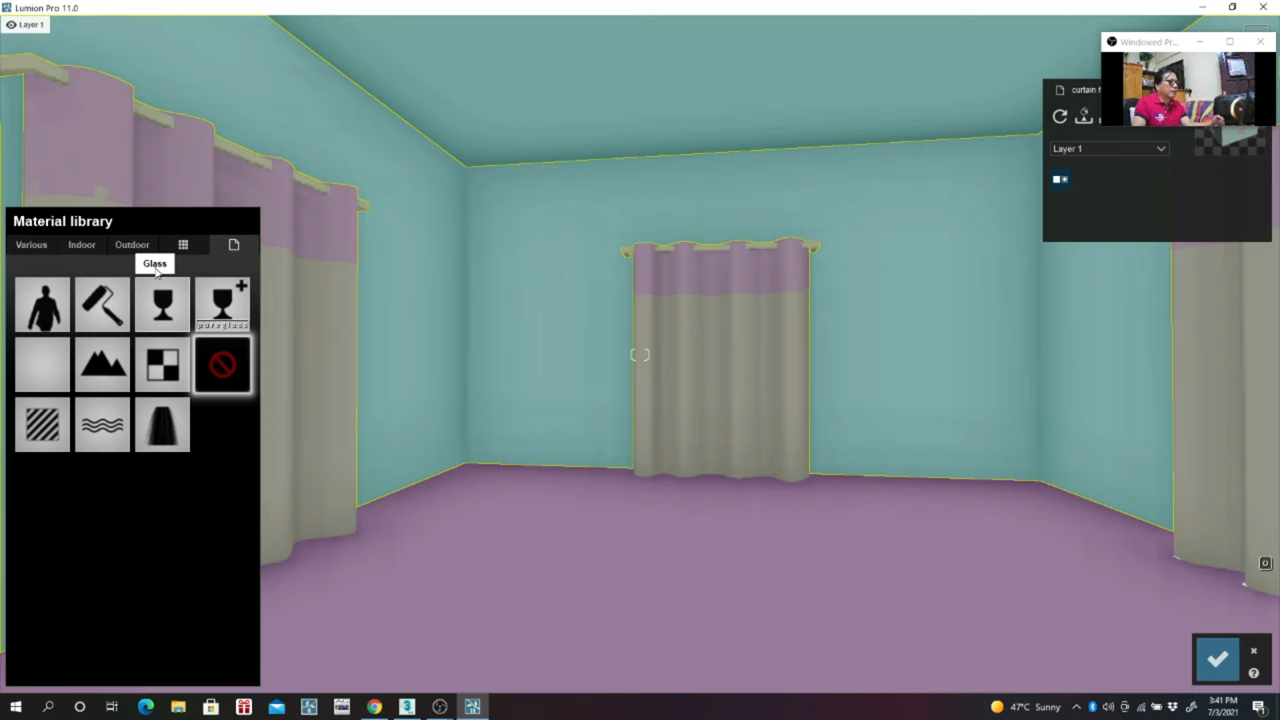 Lumion Pro 11.0
Layer 1
Windowed Pr...
curtain f
Layer 1
Material library
Various
Indoor
Outdoor
Glass
pureglass
47°C Sunny
3:41 PM
7/3/2021